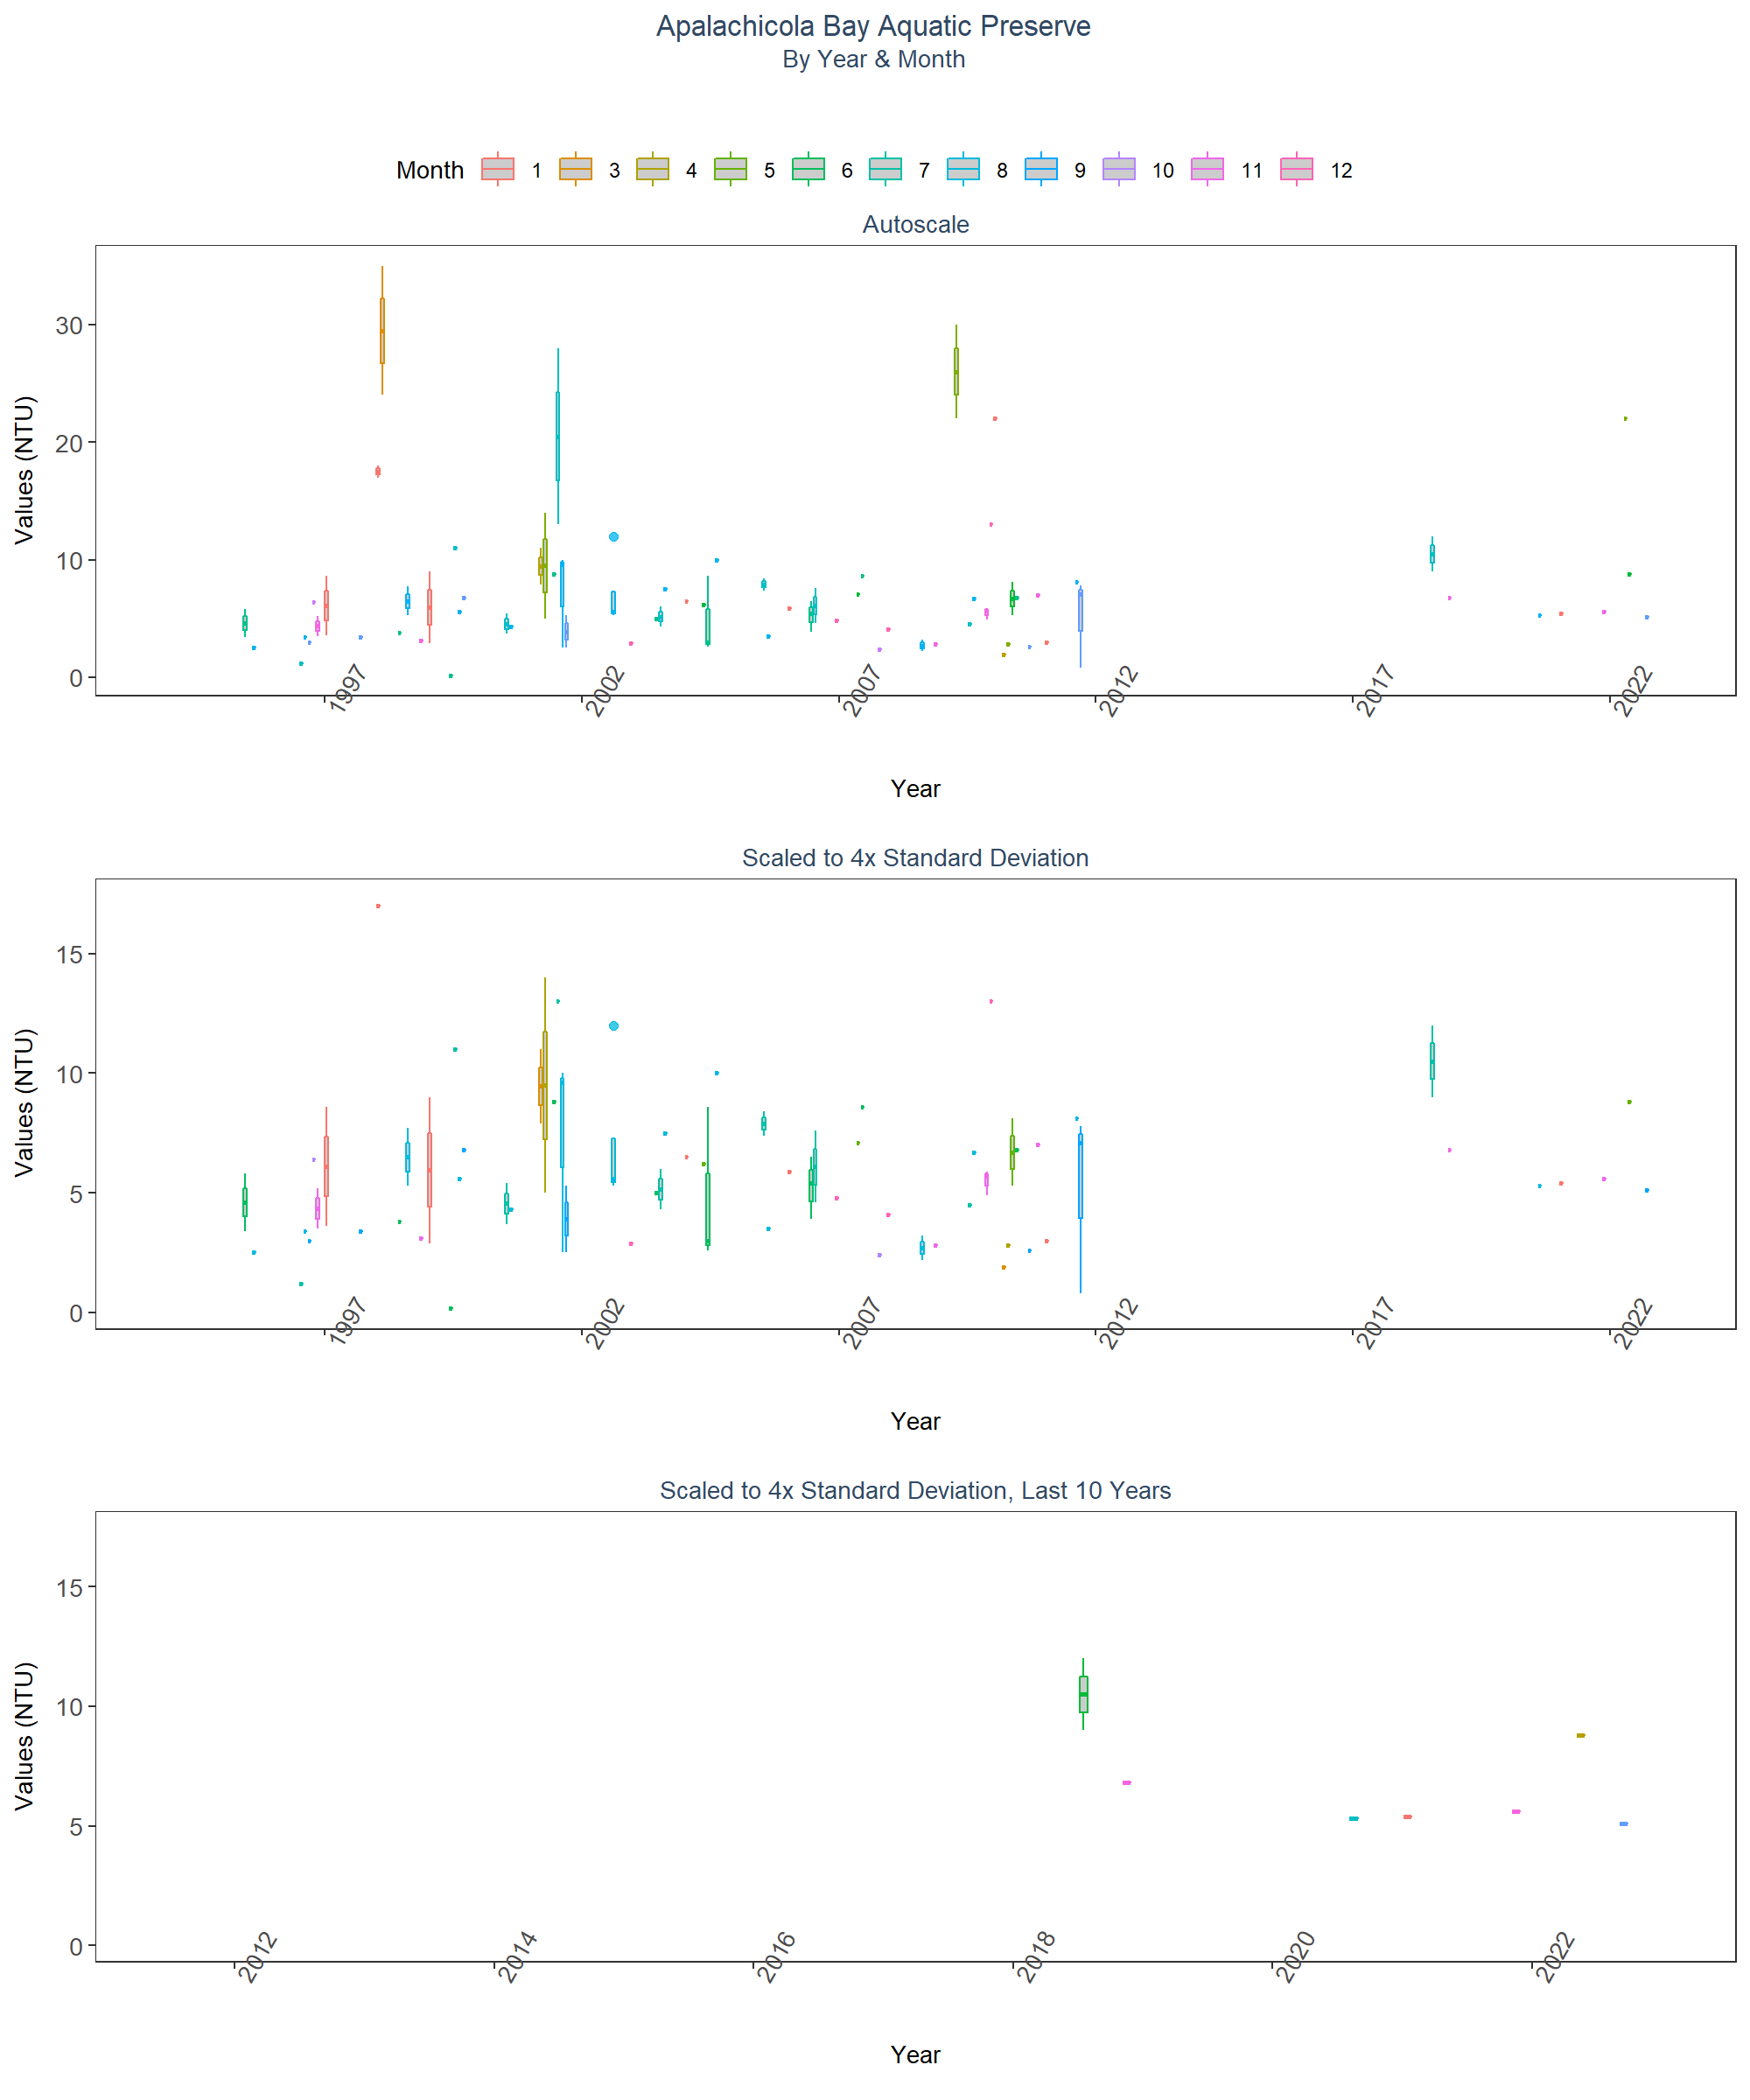 Apalachicola Bay Aquatic Preserve
By Year & Month
Month 1 3 4 5 6 7 8 9 10 11 12
Autoscale
Values (NTU)
30
20
10
0
1997 2002 2007 2012 2017 2022
Year
Scaled to 4x Standard Deviation
Values (NTU)
15
10
5
0
1997 2002 2007 2012 2017 2022
Year
Scaled to 4x Standard Deviation, Last 10 Years
Values (NTU)
15
10
5
0
2012 2014 2016 2018 2020 2022
Year